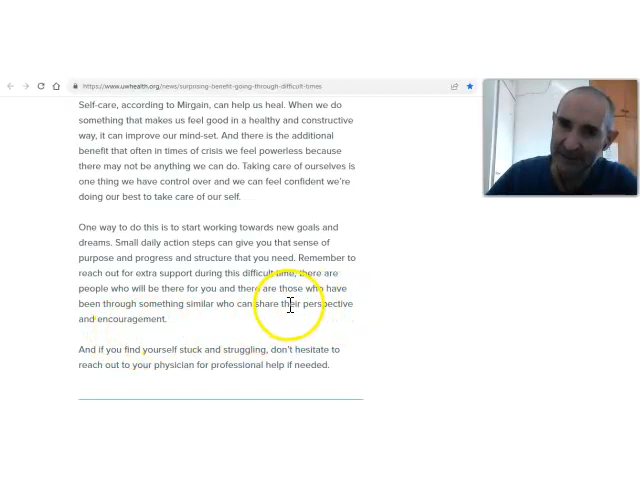 https://www.uwhealth.org/news/surprising-benefit-going-through-difficult-times
Self-care, according to Mirgain, can help us heal. When we do
something that makes us feel good in a healthy and constructive
way, it can improve our mind-set. And there is the additional
benefit that often in times of crisis we feel powerless because
there may not be anything we can do. Taking care of ourselves is
one thing we have control over and we can feel confident we're
doing our best to take care of our self.
One way to do this is to start working towards new goals and
dreams. Small daily action steps can give you that sense of
purpose and progress and structure that you need. Remember to
reach out for extra support during this difficult time, there are
people who will be there for you and there are those who have
been through something similar who can share their perspective
and encouragement.
And if you find yourself stuck and struggling, don't hesitate to
reach out to your physician for professional help if needed.